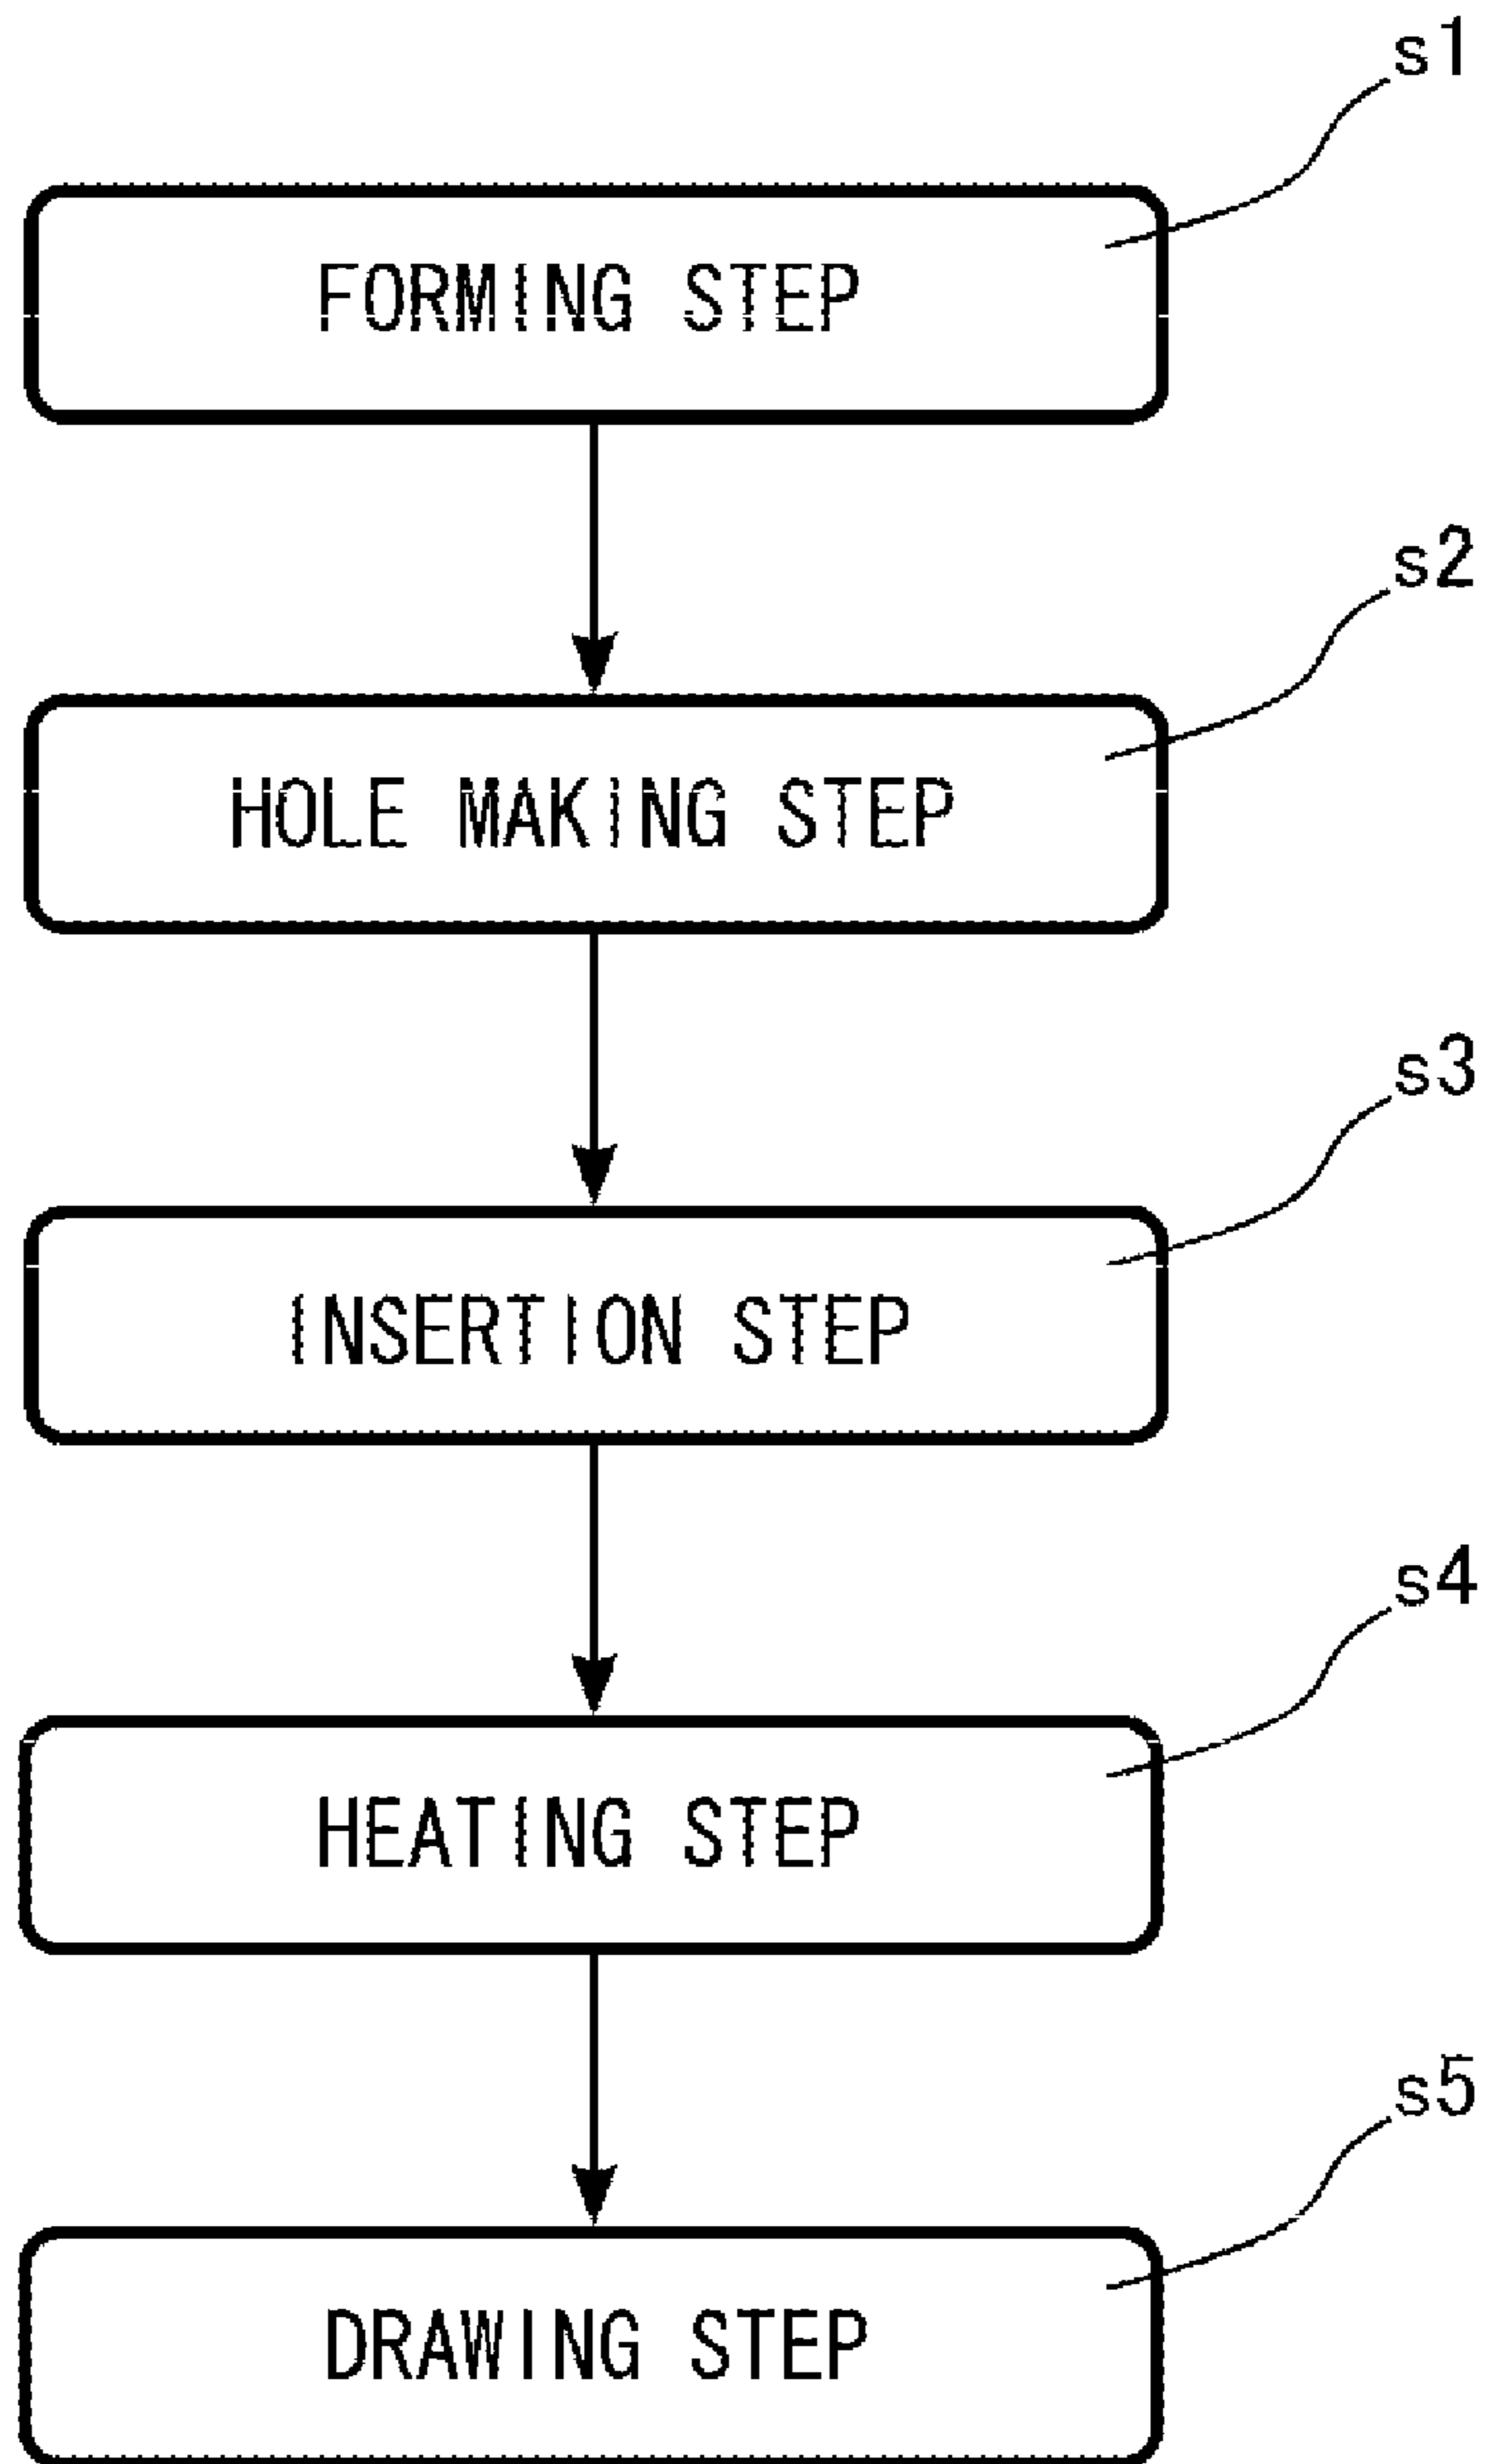 s1
FORMING STEP
s2
HOLE MAKING STEP
s3
INSERTION STEP
s4
HEATING STEP
s5
DRAWING STEP